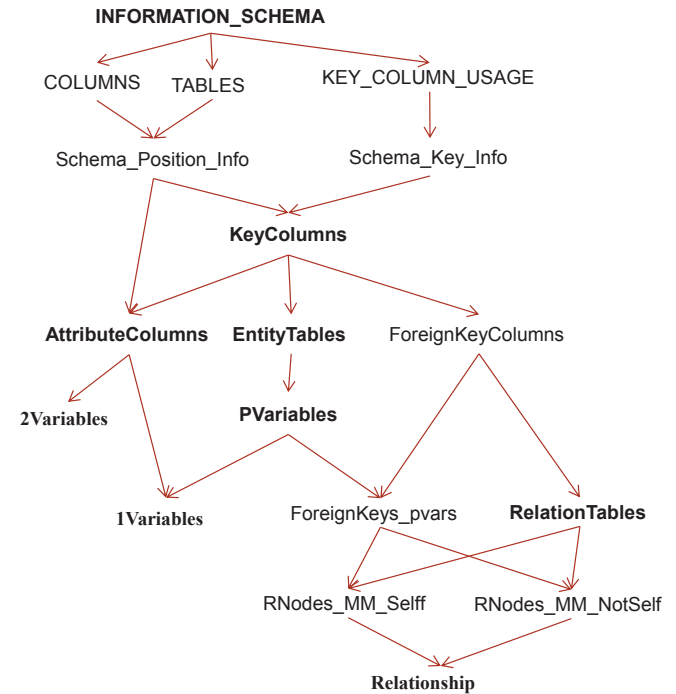 INFORMATION_SCHEMA
COLUMNS
TABLES
KEY_COLUMN_USAGE
Schema_Position_Info
Schema_Key_Info
KeyColumns
AttributeColumns
EntityTables
ForeignKeyColumns
2Variables
PVariables
1Variables
ForeignKeys_pvars
RelationTables
RNodes_MM_Selff
RNodes_MM_NotSelf
Relationship